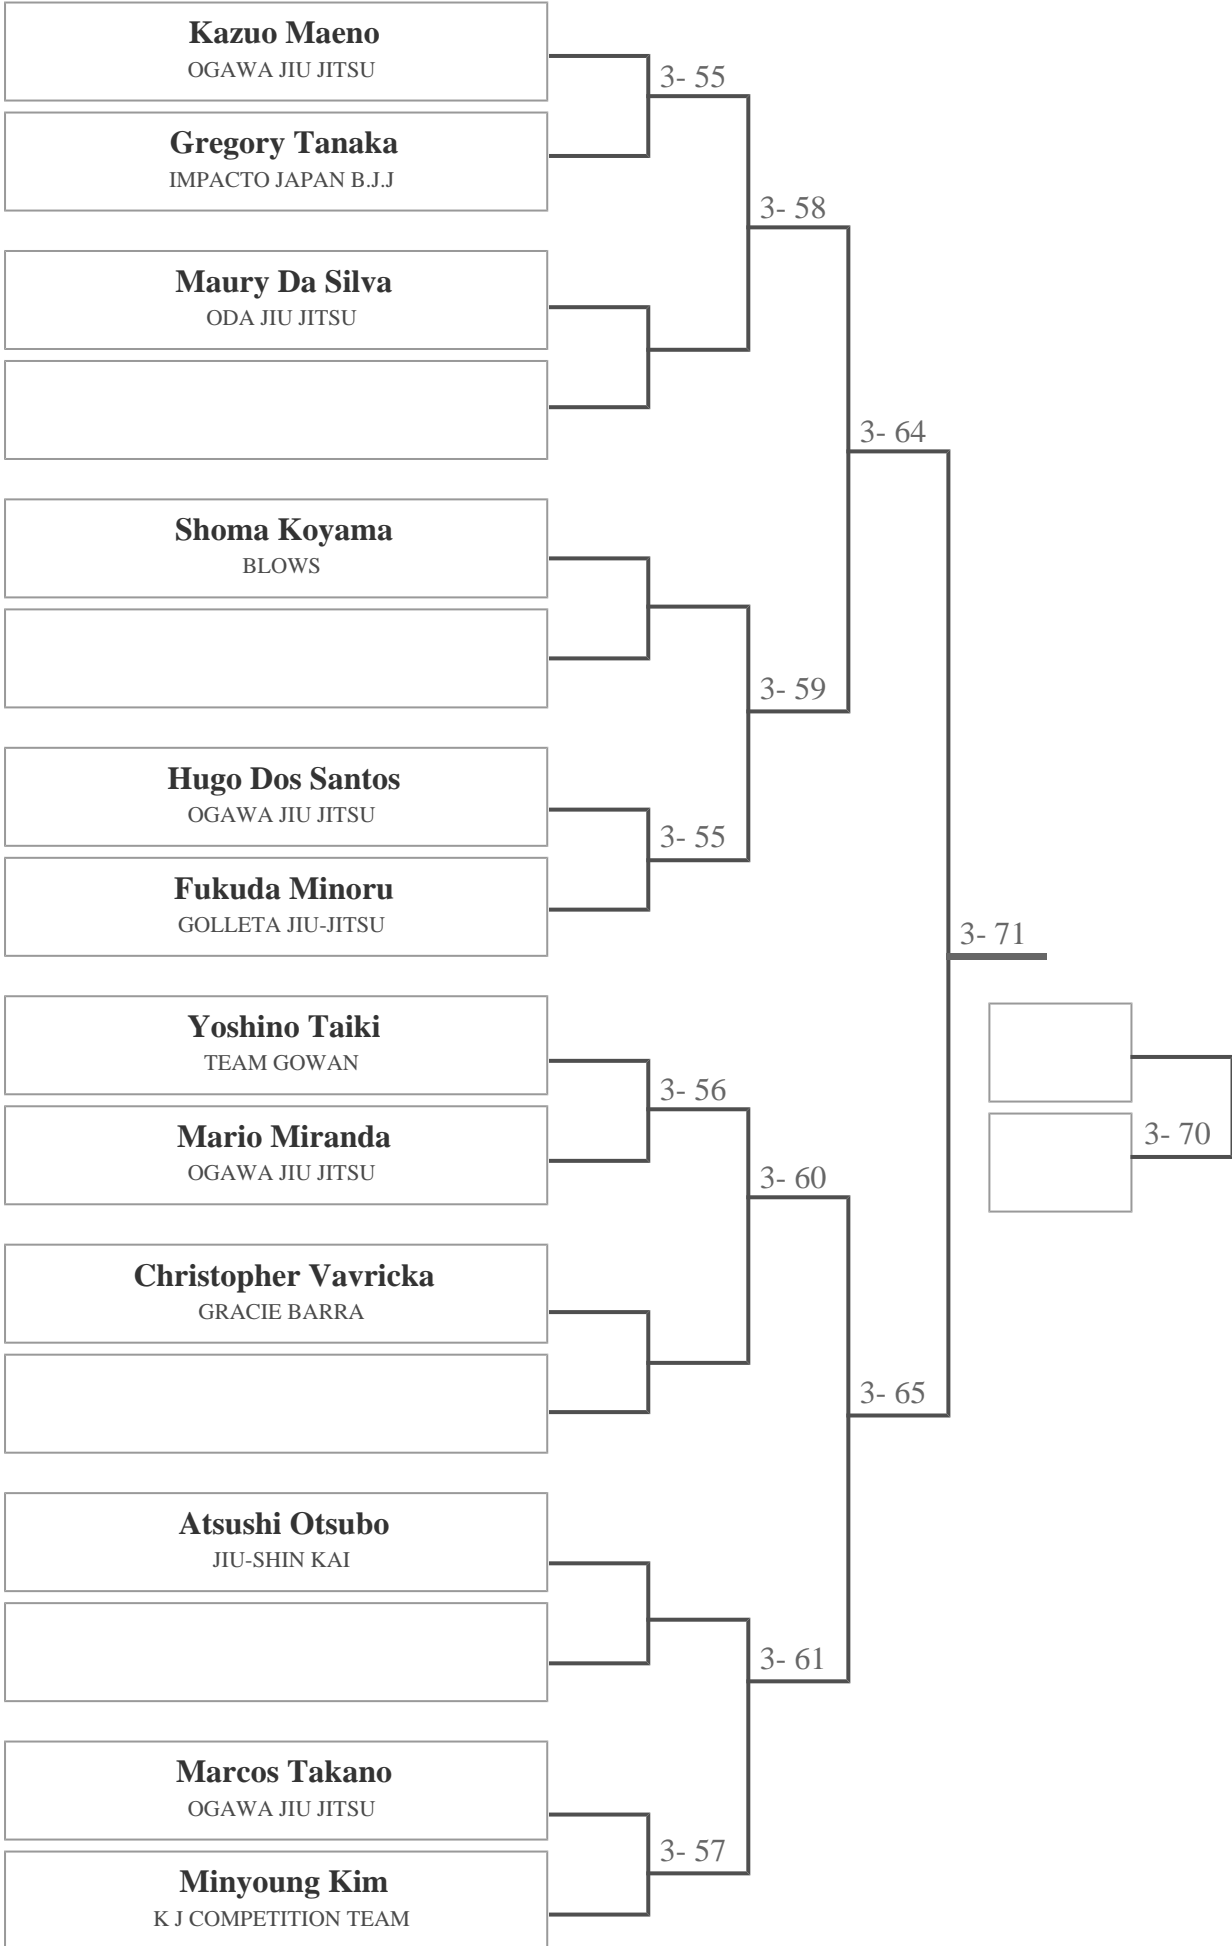 Kazuo Maeno
OGAWA JIU JITSU
3- 55
Gregory Tanaka
IMPACTO JAPAN B.J.J
3- 58
Maury Da Silva
ODA JIU JITSU
3- 64
Shoma Koyama
BLOWS
3- 59
Hugo Dos Santos
OGAWA JIU JITSU
3- 55
Fukuda Minoru
GOLLETA JIU-JITSU
3- 71
Yoshino Taiki
TEAM GOWAN
3- 56
Mario Miranda
OGAWA JIU JITSU
3- 70
3- 60
Christopher Vavricka
GRACIE BARRA
3- 65
Atsushi Otsubo
JIU-SHIN KAI
3- 61
Marcos Takano
OGAWA JIU JITSU
3- 57
Minyoung Kim
K J COMPETITION TEAM